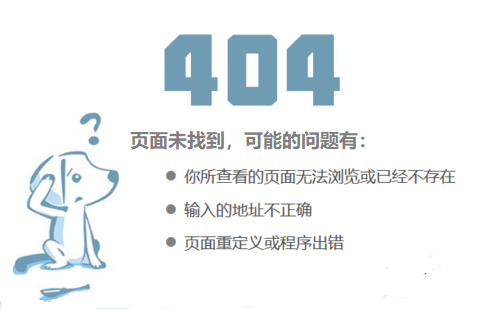 404
?
页面未找到，可能的问题有：
你所查看的页面无法浏览或已经不存在
输入的地址不正确
页面重定义或程序出错